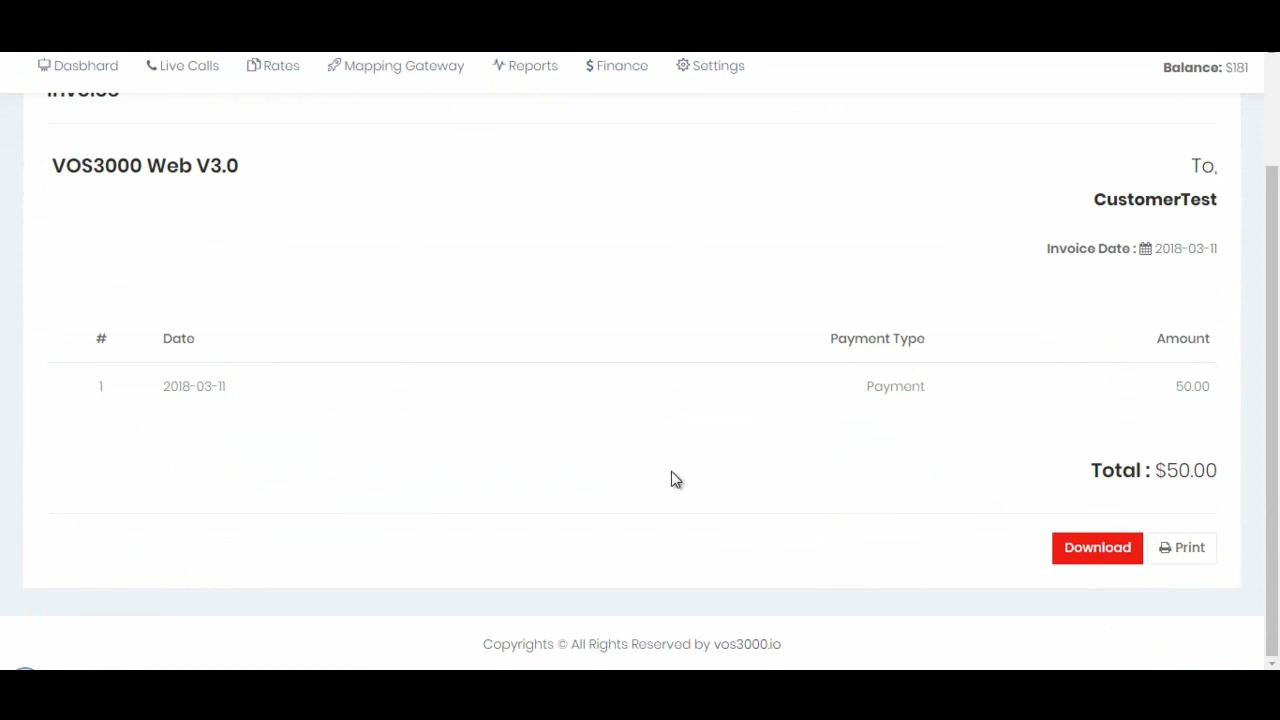 Dasbhard Live Calls Rates Mapping Gateway Reports $ Finance Settings Balance: $181
Invoice
VOS3000 Web V3.0 To,
CustomerTest
Invoice Date : 2018-03-11
# Date Payment Type Amount
1 2018-03-11 Payment 50.00
Total : $50.00
Download Print
Copyrights © All Rights Reserved by vos3000.io